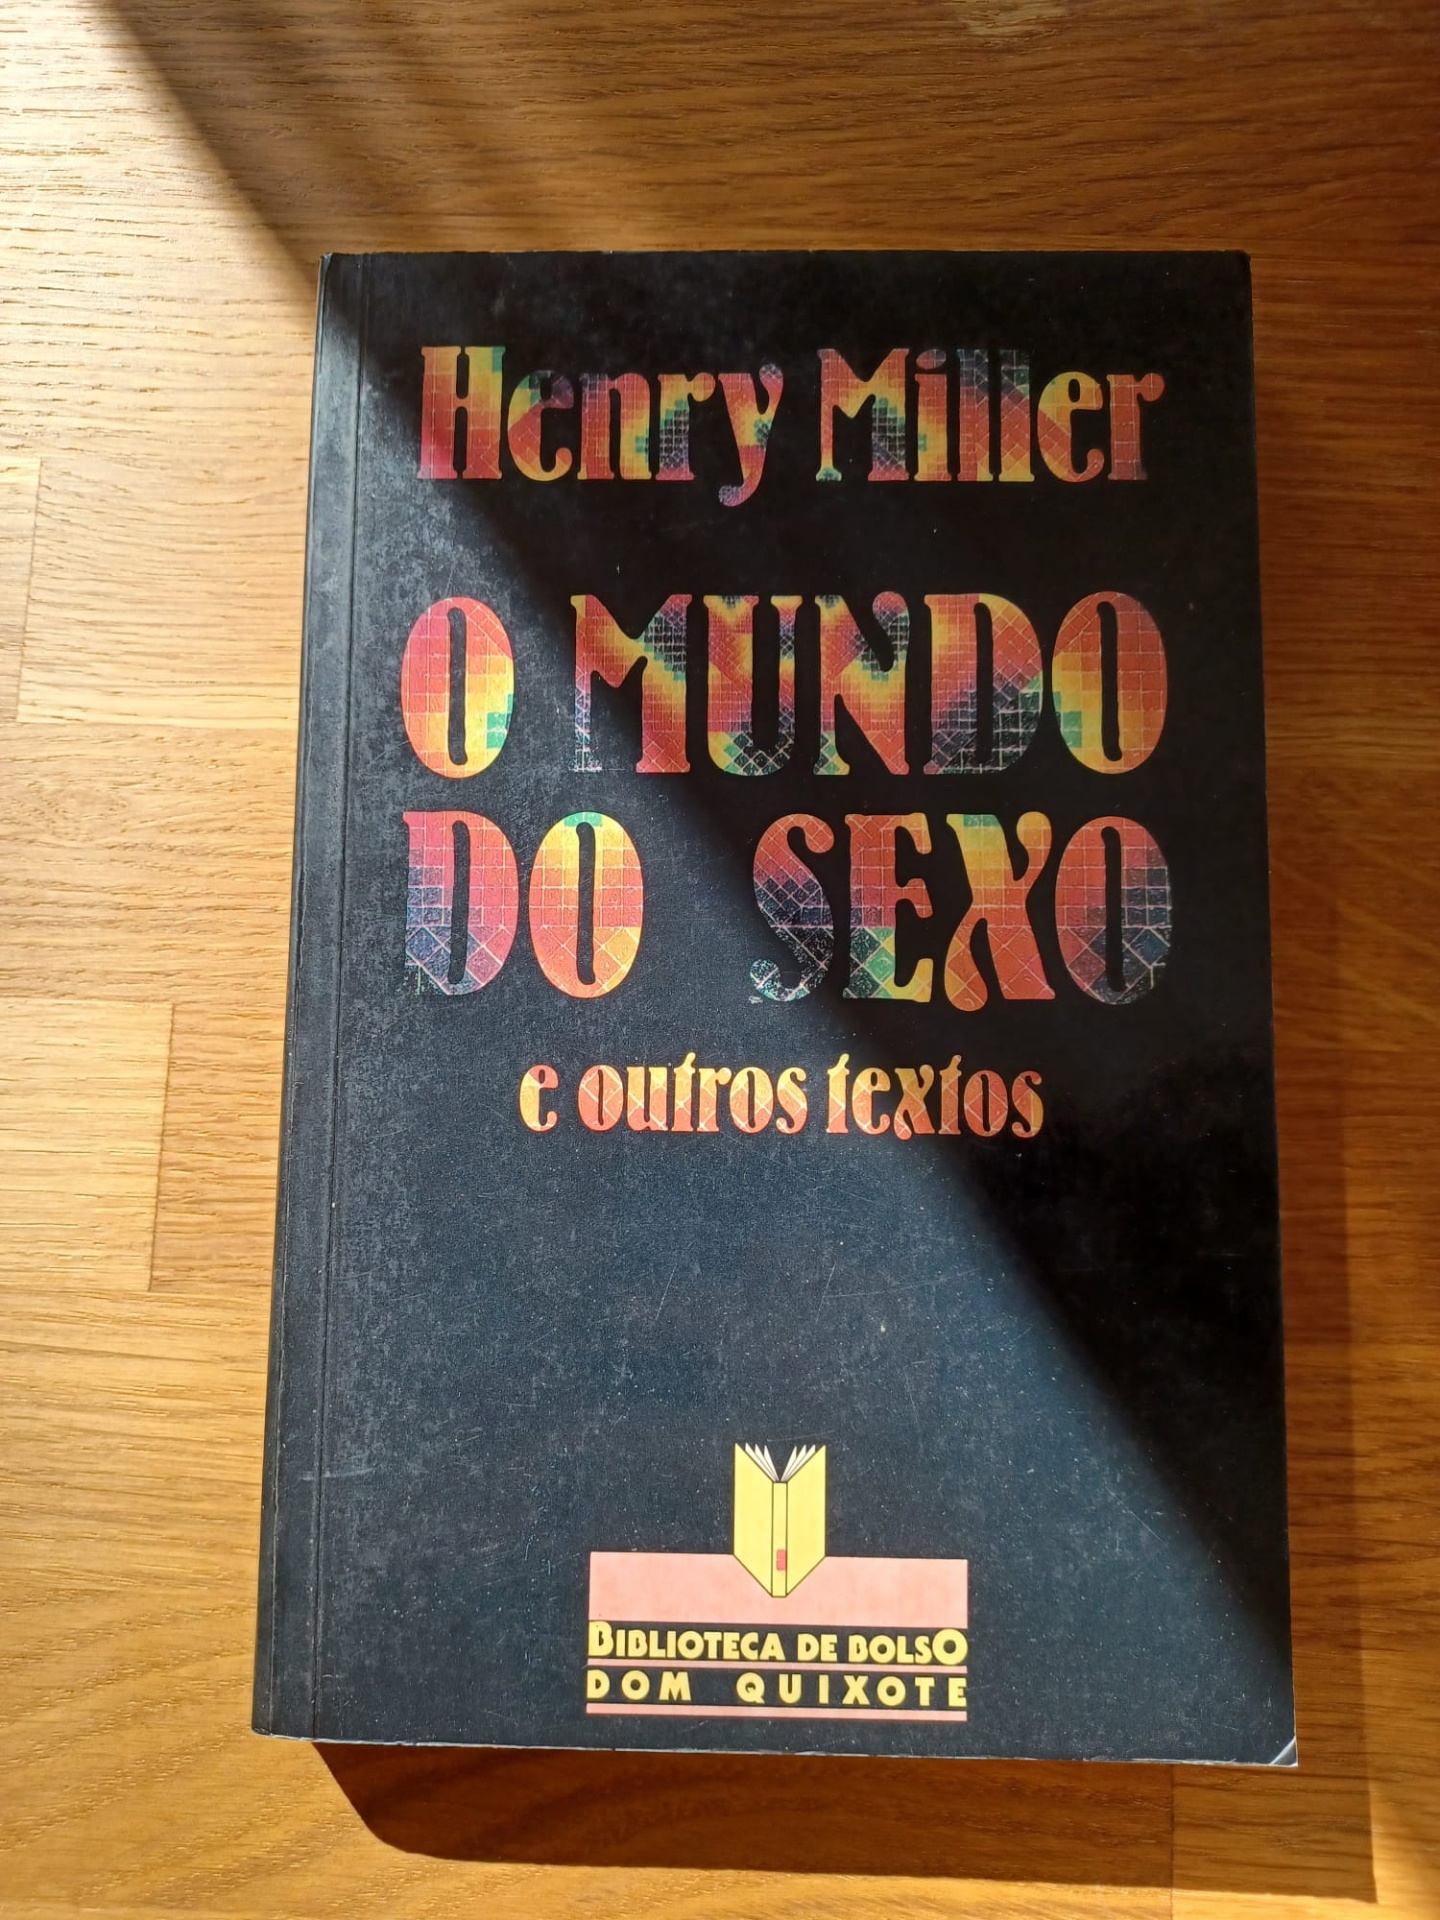 Henry Miller
O MUNDO
DO SEXO
e outros textos
BIBLIOTECA DE BOLSO
DOM QUIXOTE